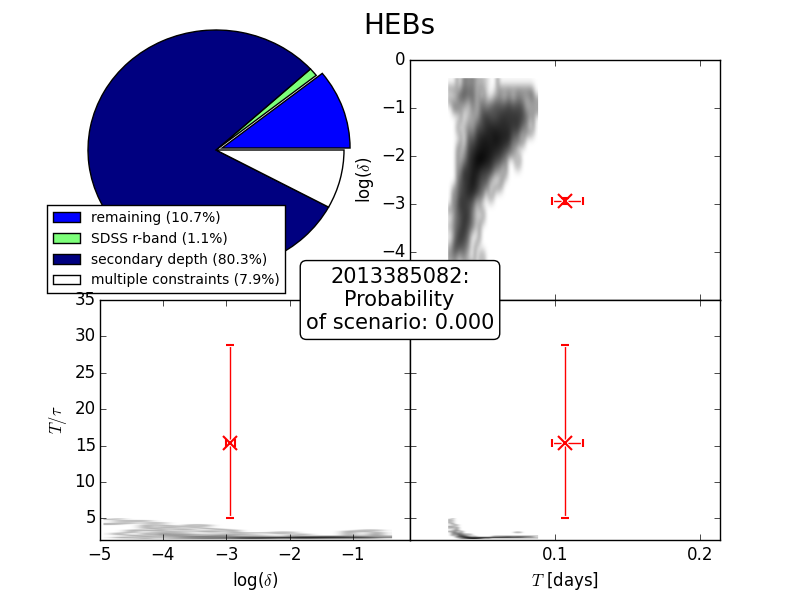 HEBs
remaining (10.7%)
SDSS r-band (1.1%)
secondary depth (80.3%)
multiple constraints (7.9%)
0
−1
−2
−3
−4
log(δ)
2013385082:
Probability
of scenario: 0.000
35
30
25
20
15
10
5
T/τ
−5 −4 −3 −2 −1
log(δ)
0.1 0.2
T [days]